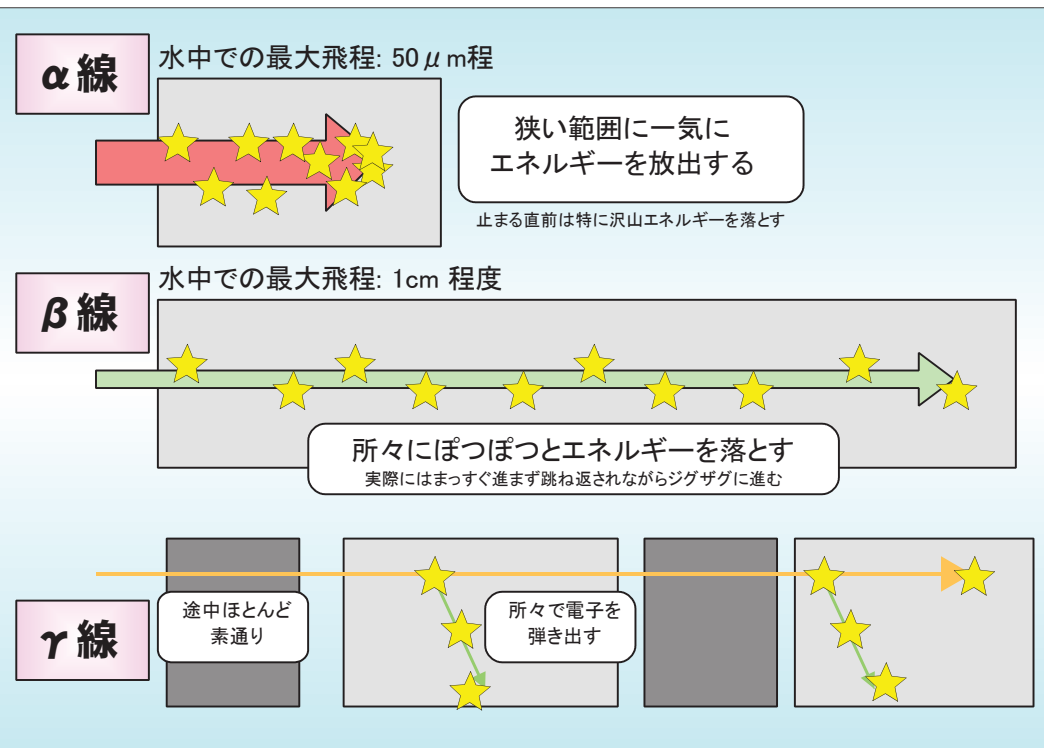 α線
水中での最大飛程: 50μm程
狭い範囲に一気に
エネルギーを放出する
止まる直前は特に沢山エネルギーを落とす
β線
水中での最大飛程: 1cm 程度
所々にぽつぽつとエネルギーを落とす
実際にはまっすぐ進まず跳ね返されながらジグザグに進む
γ線
途中ほとんど
素通り
所々で電子を
弾き出す